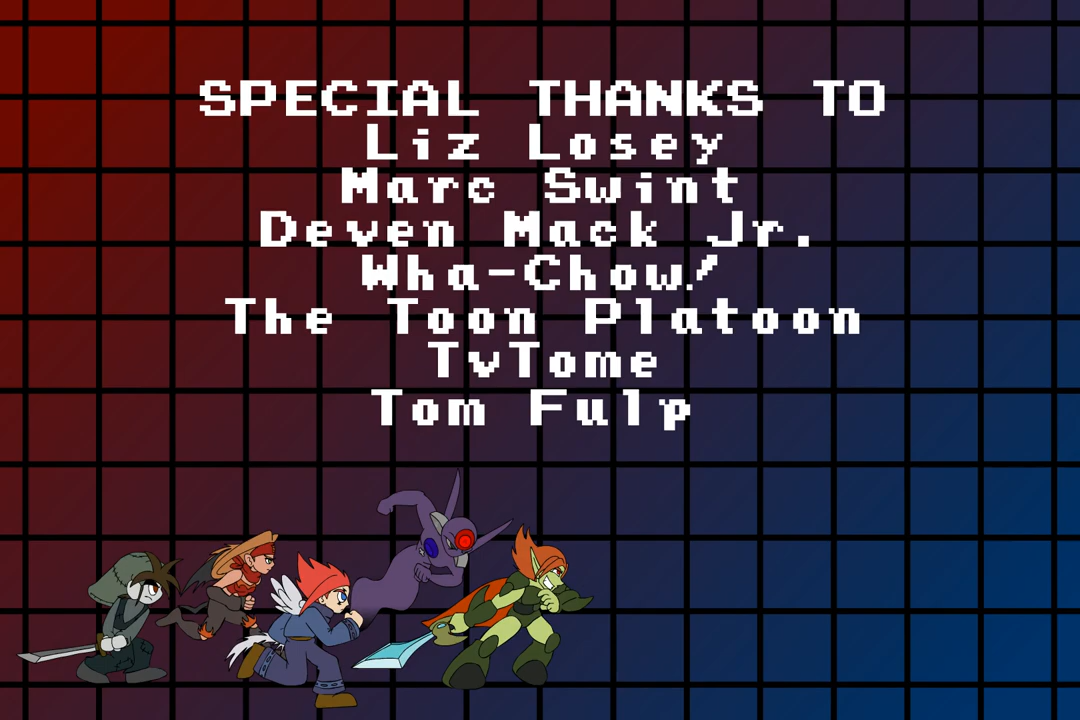 SPECIAL THANKS TO
Liz Losey
Marc Swint
Deven Mack Jr.
Wha-Chow!
The Toon Platoon
TvTome
Tom Fulp